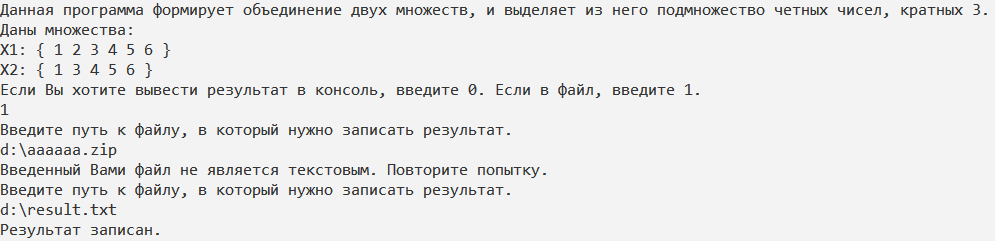 Данная программа формирует объединение двух множеств, и выделяет из него подмножество четных чисел, кратных 3.
Даны множества:
X1: { 1 2 3 4 5 6 }
X2: { 1 3 4 5 6 }
Если Вы хотите вывести результат в консоль, введите 0. Если в файл, введите 1.
1
Введите путь к файлу, в который нужно записать результат.
d:\aaaaaa.zip
Введенный Вами файл не является текстовым. Повторите попытку.
Введите путь к файлу, в который нужно записать результат.
d:\result.txt
Результат записан.